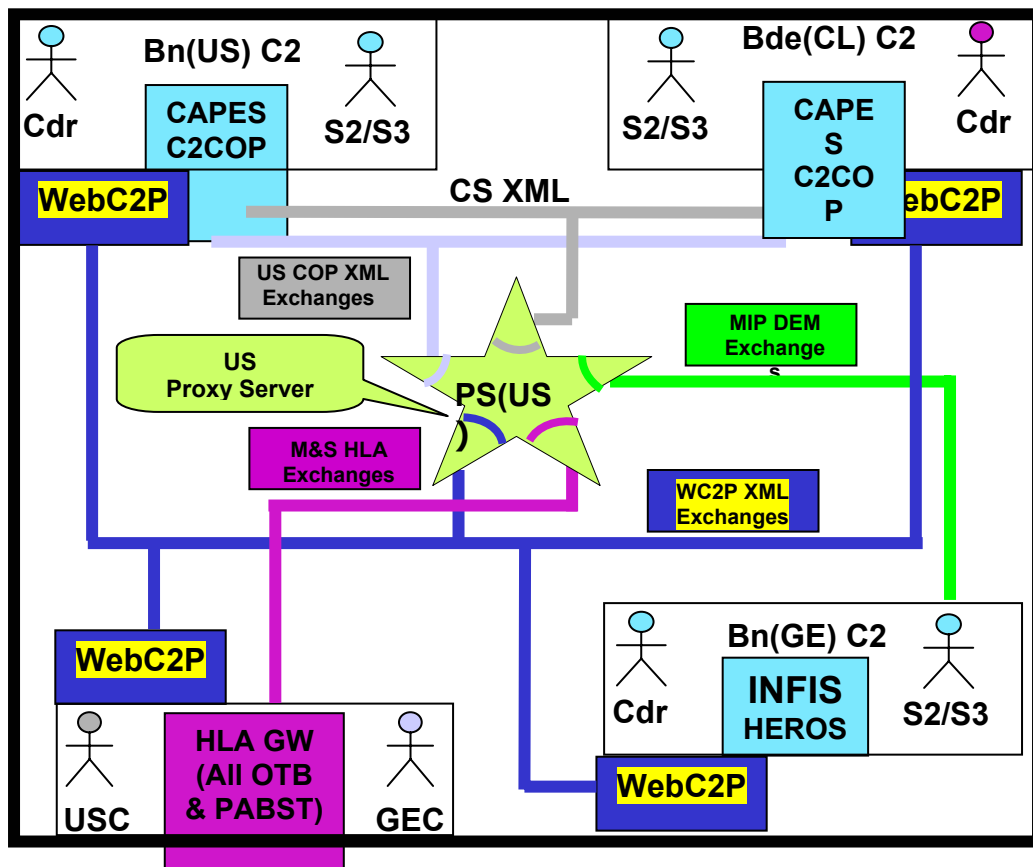 Bn(US) C2
Cdr
CAPES
C2COP
S2/S3
WebC2P
Bde(CL) C2
S2/S3
CAPE
S
C2CO
P
Cdr
ebC2P
CS XML
US COP XML
Exchanges
MIP DEM
Exchange
s
US
Proxy Server
PS(US
)
M&S HLA
Exchanges
WC2P XML
Exchanges
WebC2P
USC
HLA GW
(All OTB
& PABST)
GEC
Bn(GE) C2
Cdr
INFIS
HEROS
S2/S3
WebC2P